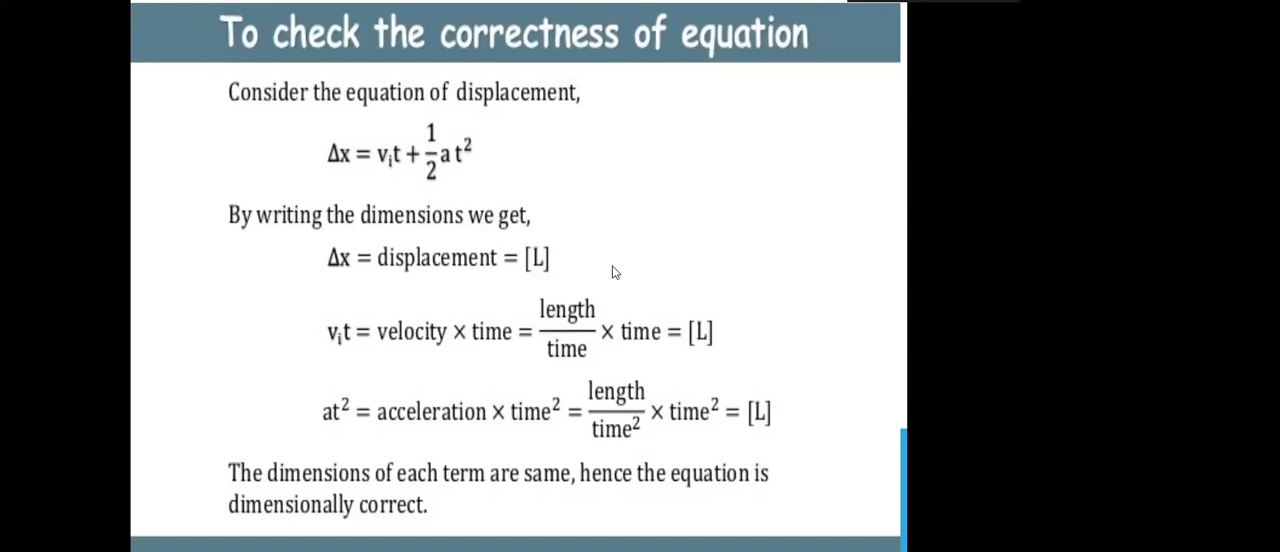 To check the correctness of equation
Consider the equation of displacement,
Δx = vᵢt + 1/2 a t²
By writing the dimensions we get,
Δx = displacement = [L]
vᵢt = velocity × time = length/time × time = [L]
at² = acceleration × time² = length/time² × time² = [L]
The dimensions of each term are same, hence the equation is
dimensionally correct.